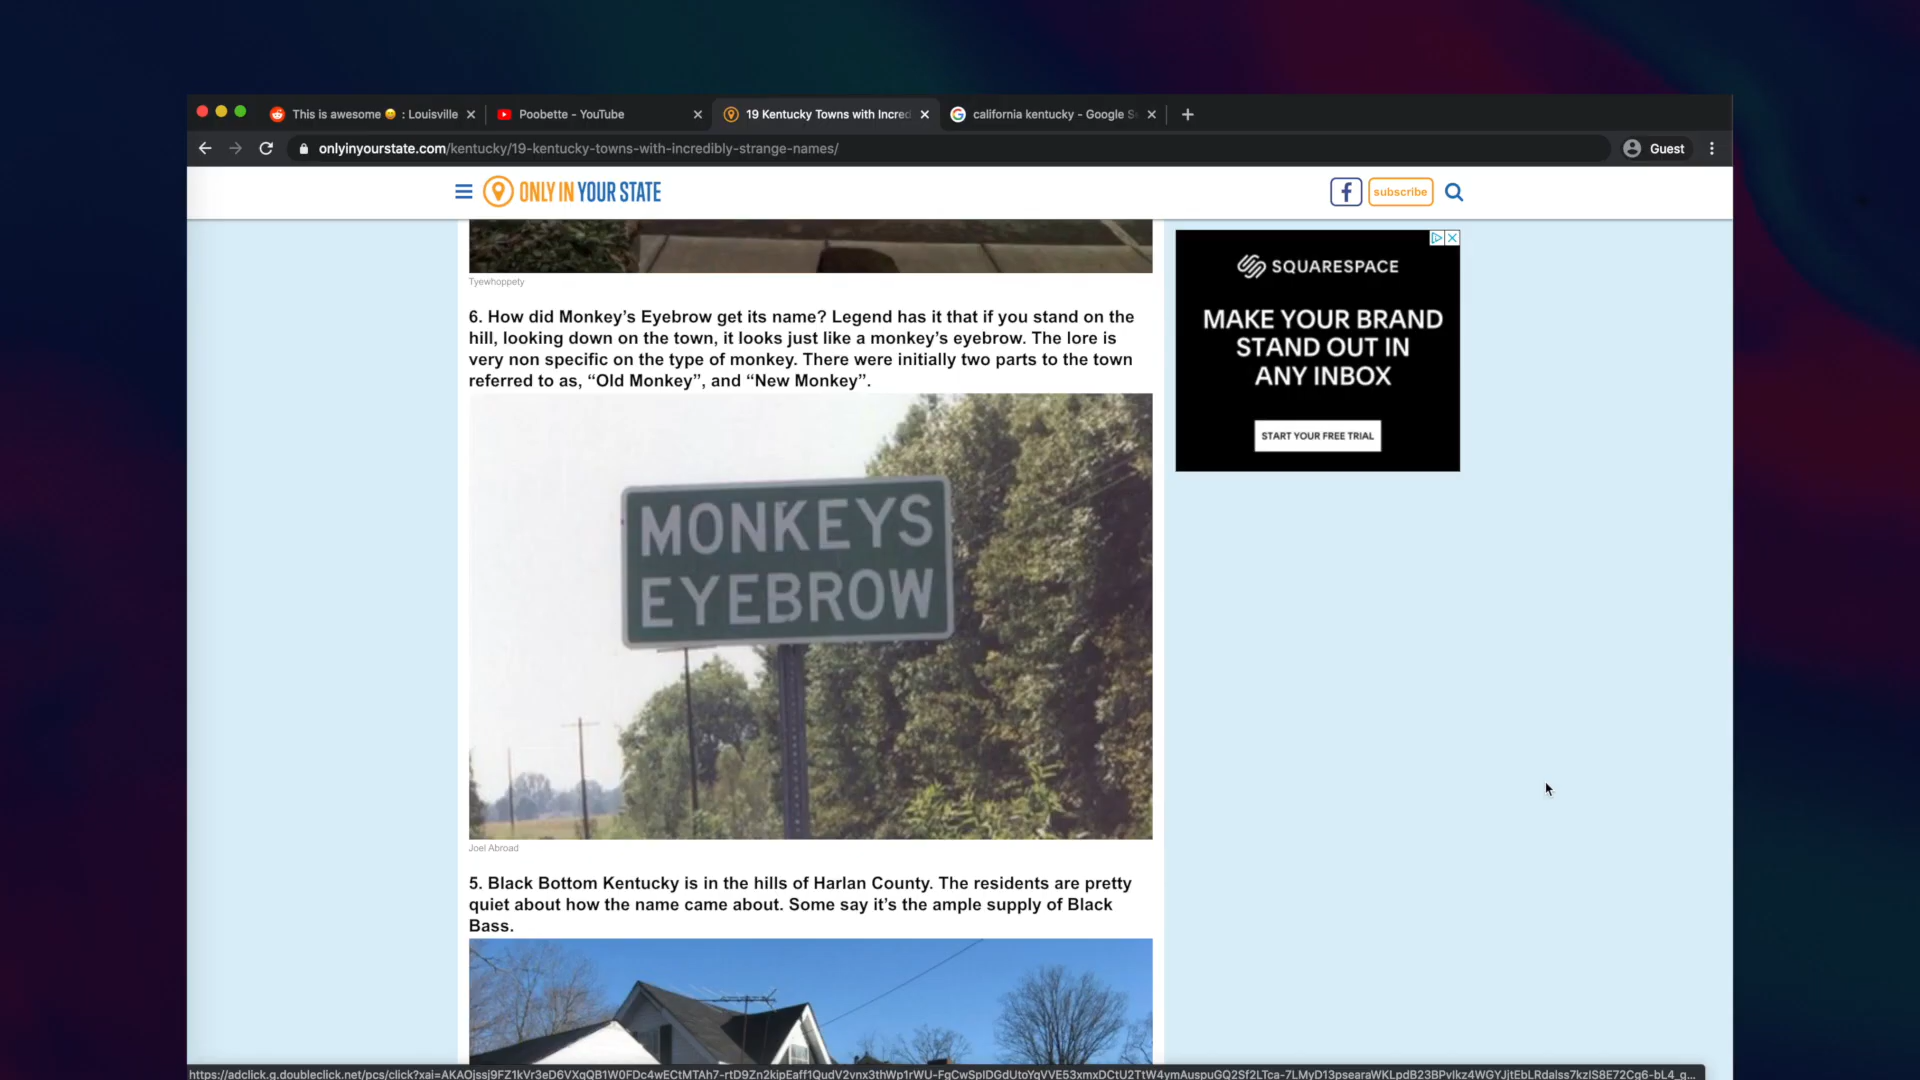 This is awesome 😀 : Louisville
Poobette - YouTube
19 Kentucky Towns with Incred
california kentucky - Google S
onlyinyourstate.com/kentucky/19-kentucky-towns-with-incredibly-strange-names/
Guest
ONLY IN YOUR STATE
subscribe
Tyewhoppety
6. How did Monkey’s Eyebrow get its name? Legend has it that if you stand on the
hill, looking down on the town, it looks just like a monkey’s eyebrow. The lore is
very non specific on the type of monkey. There were initially two parts to the town
referred to as, “Old Monkey”, and “New Monkey”.
MONKEYS
EYEBROW
Joel Abroad
5. Black Bottom Kentucky is in the hills of Harlan County. The residents are pretty
quiet about how the name came about. Some say it’s the ample supply of Black
Bass.
SQUARESPACE
MAKE YOUR BRAND
STAND OUT IN
ANY INBOX
START YOUR FREE TRIAL